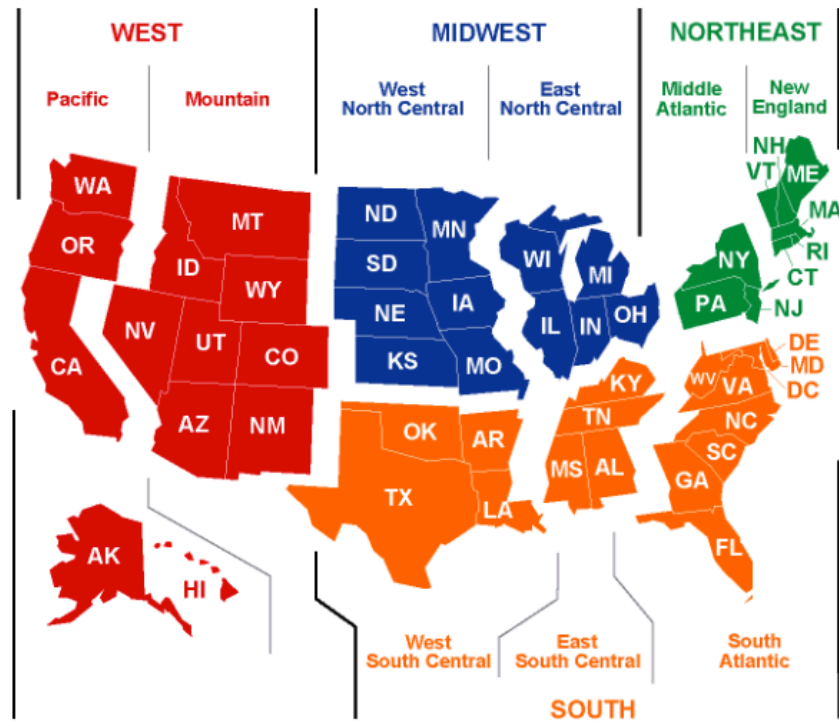 WEST
MIDWEST
NORTHEAST
Pacific
Mountain
West
North Central
East
North Central
Middle
Atlantic
New
England
NH
VT
ME
WA
MT
ND
MN
MA
OR
ID
SD
WI
MI
NY
RI
CT
WY
NE
IA
PA
NJ
NV
UT
CO
IL
IN
OH
CA
KS
MO
DE
MD
DC
KY
WV
VA
AZ
NM
OK
AR
TN
NC
SC
MS
AL
GA
TX
LA
FL
AK
HI
West
South Central
East
South Central
South
Atlantic
SOUTH